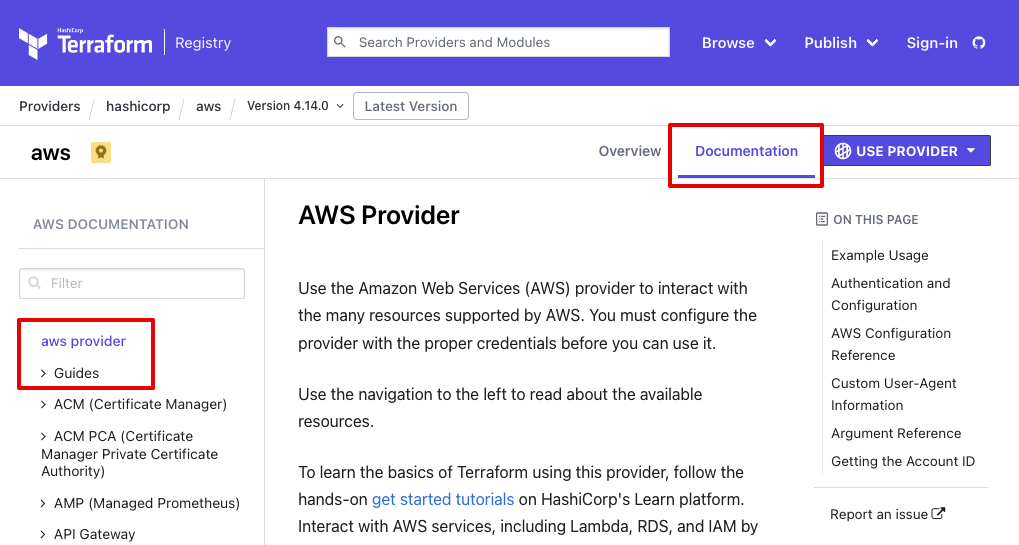 HashiCorp
Terraform
Registry
Search Providers and Modules
Browse
Publish
Sign-in
Providers
hashicorp
aws
Version 4.14.0
Latest Version
aws
Overview
Documentation
USE PROVIDER
AWS DOCUMENTATION
Filter
aws provider
Guides
ACM (Certificate Manager)
ACM PCA (Certificate
Manager Private Certificate
Authority)
AMP (Managed Prometheus)
API Gateway
AWS Provider
Use the Amazon Web Services (AWS) provider to interact with
the many resources supported by AWS. You must configure the
provider with the proper credentials before you can use it.
Use the navigation to the left to read about the available
resources.
To learn the basics of Terraform using this provider, follow the
hands-on get started tutorials on HashiCorp's Learn platform.
Interact with AWS services, including Lambda, RDS, and IAM by
ON THIS PAGE
Example Usage
Authentication and
Configuration
AWS Configuration
Reference
Custom User-Agent
Information
Argument Reference
Getting the Account ID
Report an issue